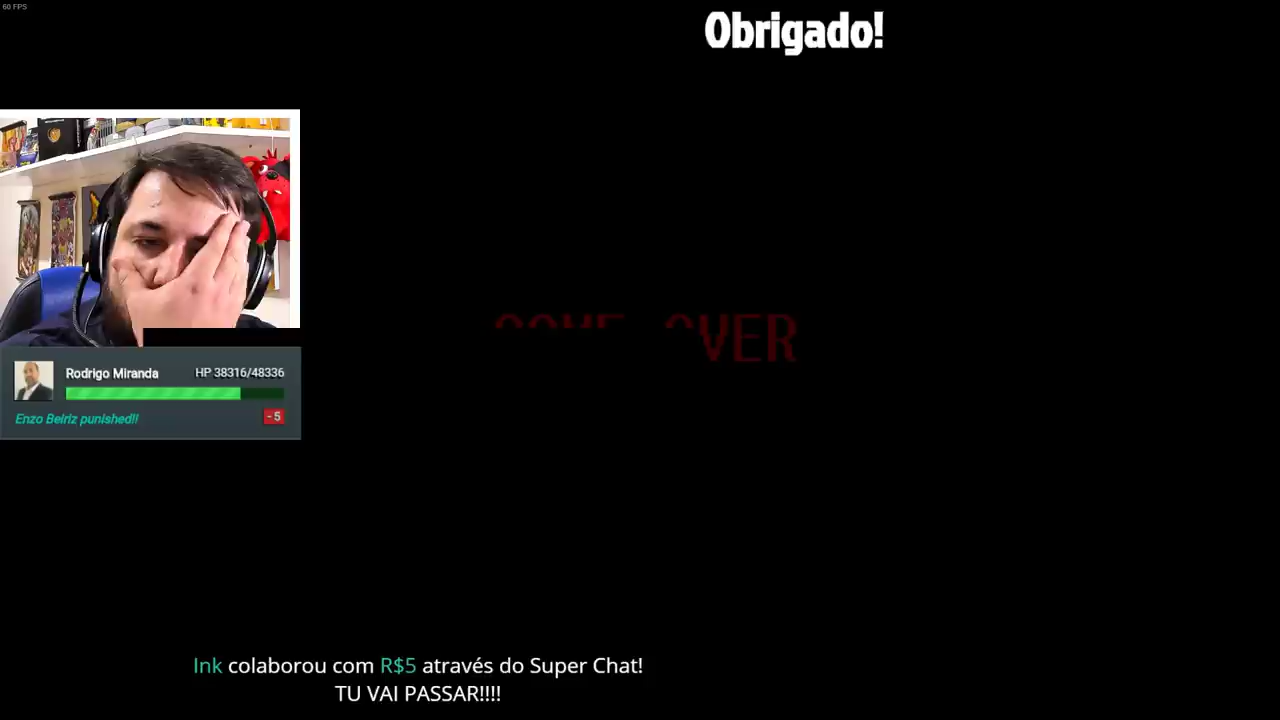 60 FPS
Obrigado!
OVER
Rodrigo Miranda HP 38316/48336
Enzo Beiriz punished!! -5
Ink colaborou com R$5 através do Super Chat!
TU VAI PASSAR!!!!